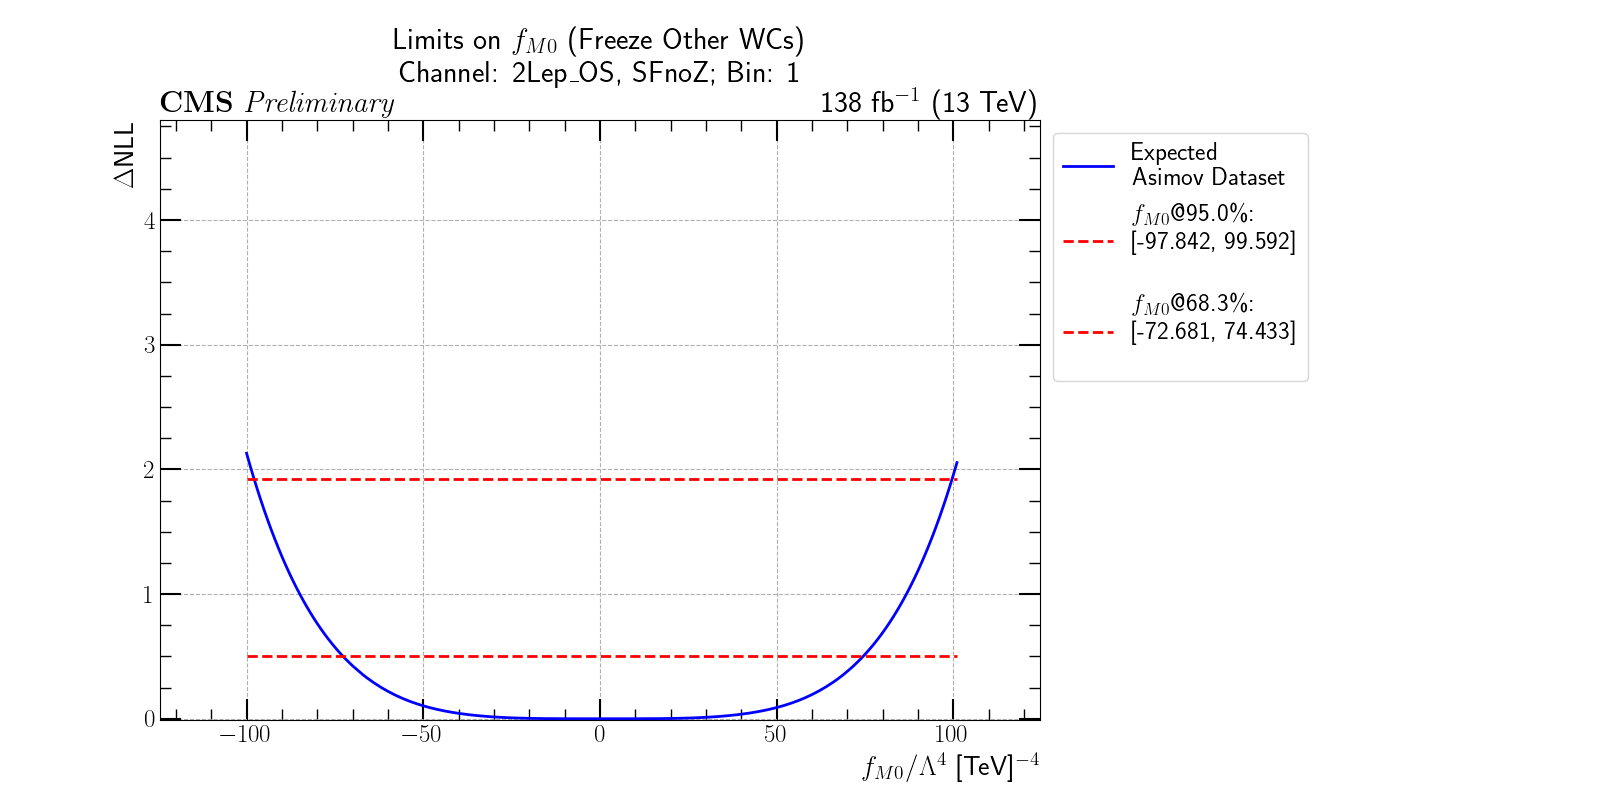 Limits on f_{M0} (Freeze Other WCs)
Channel: 2Lep_OS, SFnoZ; Bin: 1
CMS Preliminary
138 fb^{−1} (13 TeV)
ΔNLL
4
3
2
1
0
−100
−50
0
50
100
f_{M0}/Λ^4 [TeV]^{−4}
Expected
Asimov Dataset
f_{M0}@95.0%:
[-97.842, 99.592]
f_{M0}@68.3%:
[-72.681, 74.433]